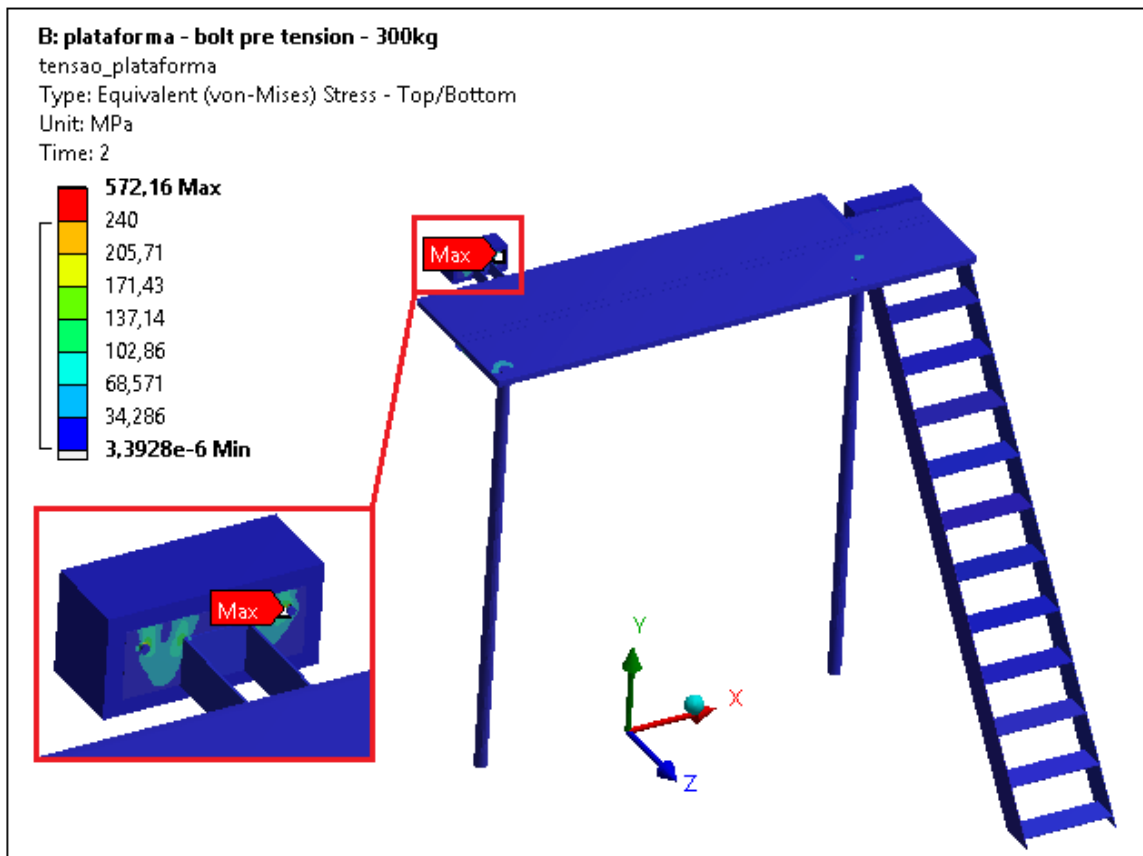 B: plataforma - bolt pre tension - 300kg
tensao_plataforma
Type: Equivalent (von-Mises) Stress - Top/Bottom
Unit: MPa
Time: 2
572,16 Max
240
205,71
171,43
137,14
102,86
68,571
34,286
3,3928e-6 Min
Max
Max
Y
X
Z